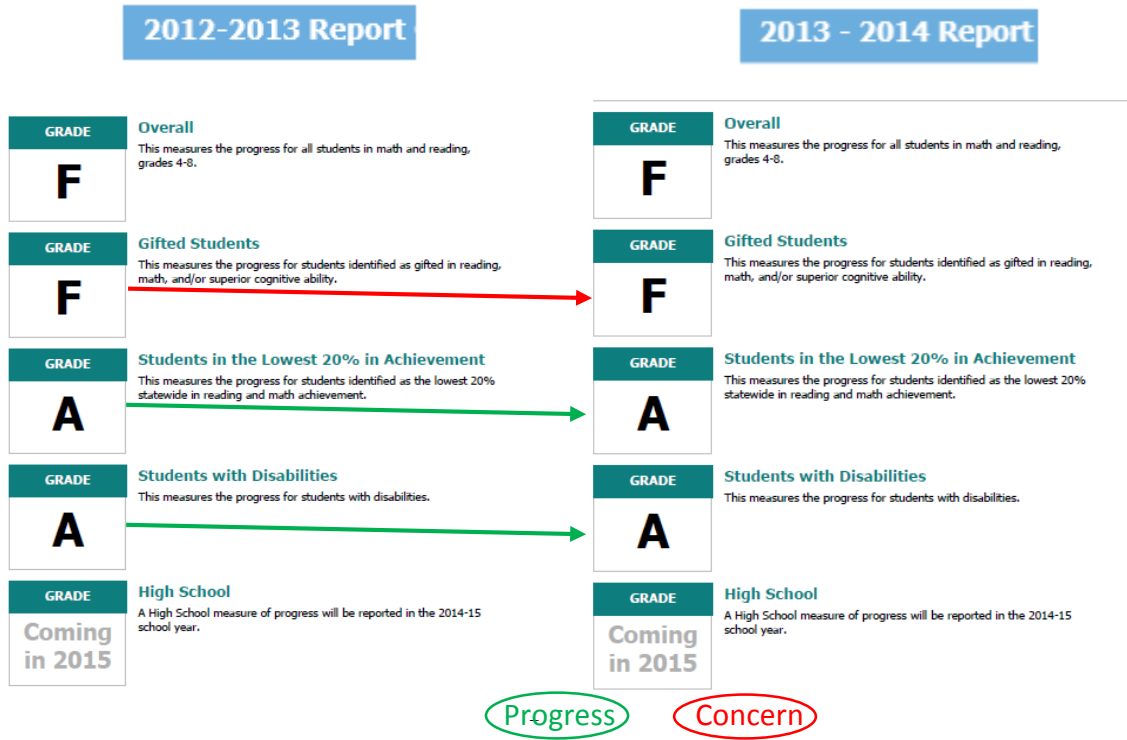 2012-2013 Report
GRADE
F
Overall
This measures the progress for all students in math and reading,
grades 4-8.
GRADE
F
Gifted Students
This measures the progress for students identified as gifted in reading,
math, and/or superior cognitive ability.
GRADE
A
Students in the Lowest 20% in Achievement
This measures the progress for students identified as the lowest 20%
statewide in reading and math achievement.
GRADE
A
Students with Disabilities
This measures the progress for students with disabilities.
GRADE
Coming
in 2015
High School
A High School measure of progress will be reported in the 2014-15
school year.
2013 - 2014 Report
GRADE
F
Overall
This measures the progress for all students in math and reading,
grades 4-8.
GRADE
F
Gifted Students
This measures the progress for students identified as gifted in reading,
math, and/or superior cognitive ability.
GRADE
A
Students in the Lowest 20% in Achievement
This measures the progress for students identified as the lowest 20%
statewide in reading and math achievement.
GRADE
A
Students with Disabilities
This measures the progress for students with disabilities.
GRADE
Coming
in 2015
High School
A High School measure of progress will be reported in the 2014-15
school year.
Progress
Concern